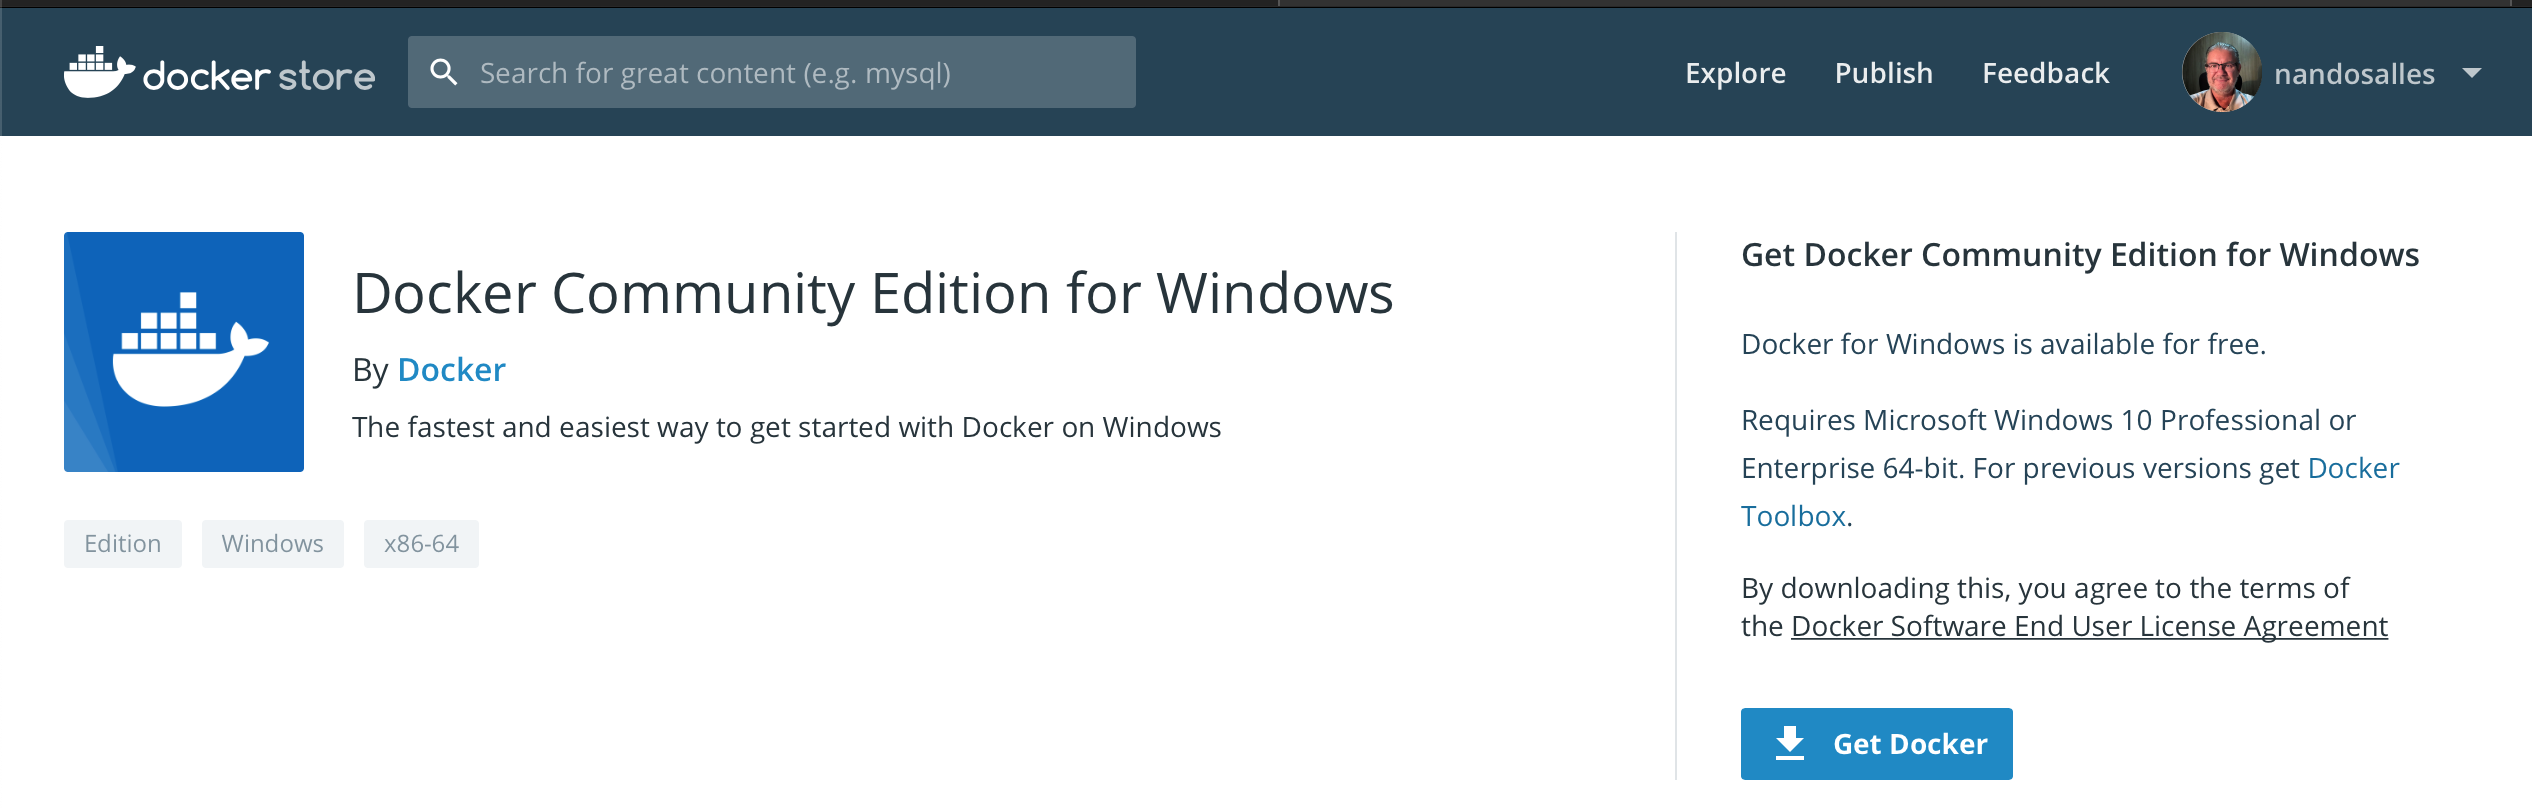 docker store
Search for great content (e.g. mysql)
Explore
Publish
Feedback
nandosalles
Docker Community Edition for Windows
By Docker
The fastest and easiest way to get started with Docker on Windows
Edition
Windows
x86-64
Get Docker Community Edition for Windows
Docker for Windows is available for free.
Requires Microsoft Windows 10 Professional or
Enterprise 64-bit. For previous versions get Docker
Toolbox.
By downloading this, you agree to the terms of
the Docker Software End User License Agreement
Get Docker